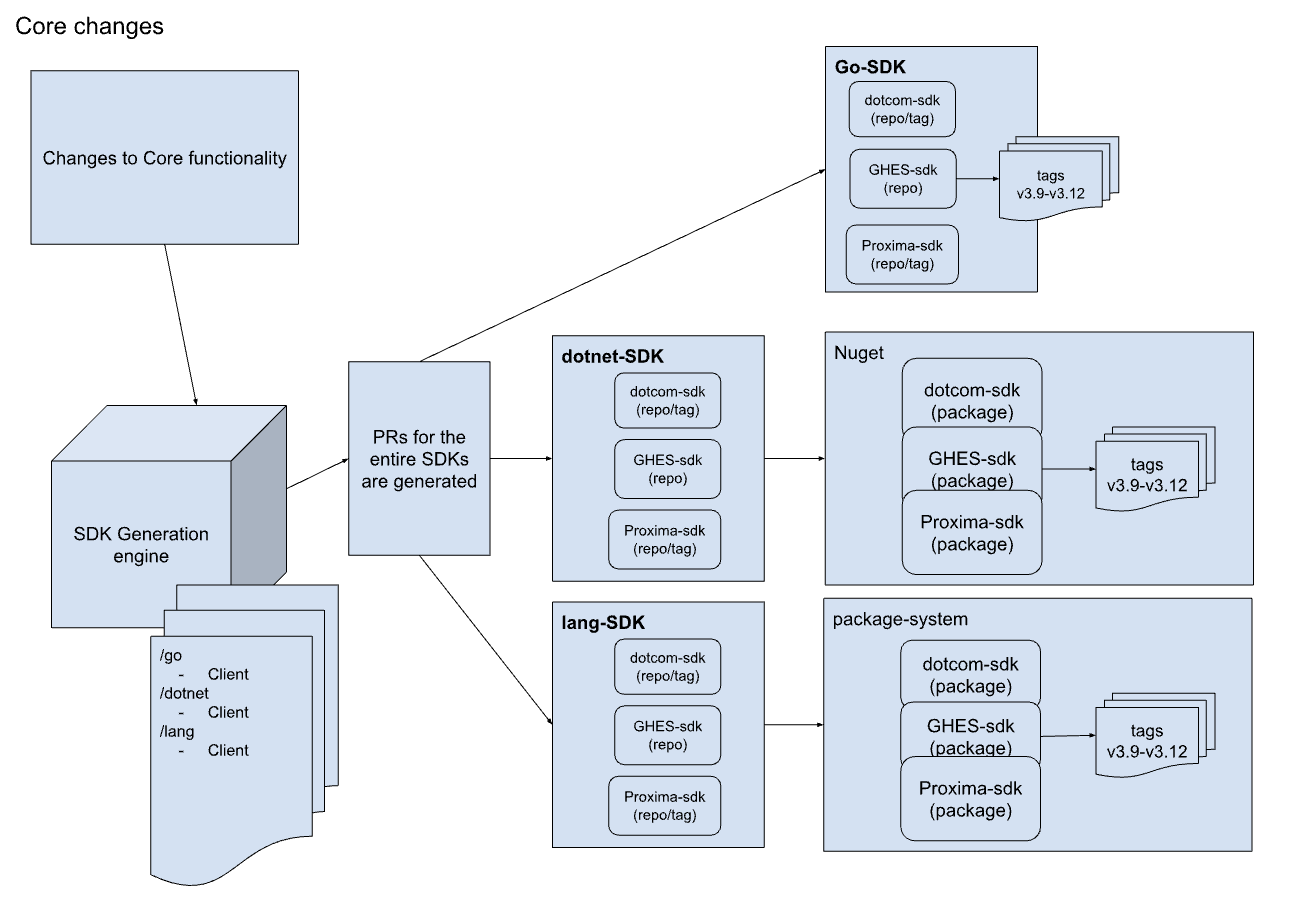 Core changes
Changes to Core functionality
SDK Generation
engine
/go
- Client
/dotnet
- Client
/lang
- Client
PRs for the
entire SDKs
are generated
Go-SDK
dotcom-sdk
(repo/tag)
GHES-sdk
(repo)
tags
v3.9-v3.12
Proxima-sdk
(repo/tag)
dotnet-SDK
dotcom-sdk
(repo/tag)
GHES-sdk
(repo)
Proxima-sdk
(repo/tag)
Nuget
dotcom-sdk
(package)
GHES-sdk
(package)
tags
v3.9-v3.12
Proxima-sdk
(package)
lang-SDK
dotcom-sdk
(repo/tag)
GHES-sdk
(repo)
Proxima-sdk
(repo/tag)
package-system
dotcom-sdk
(package)
GHES-sdk
(package)
tags
v3.9-v3.12
Proxima-sdk
(package)